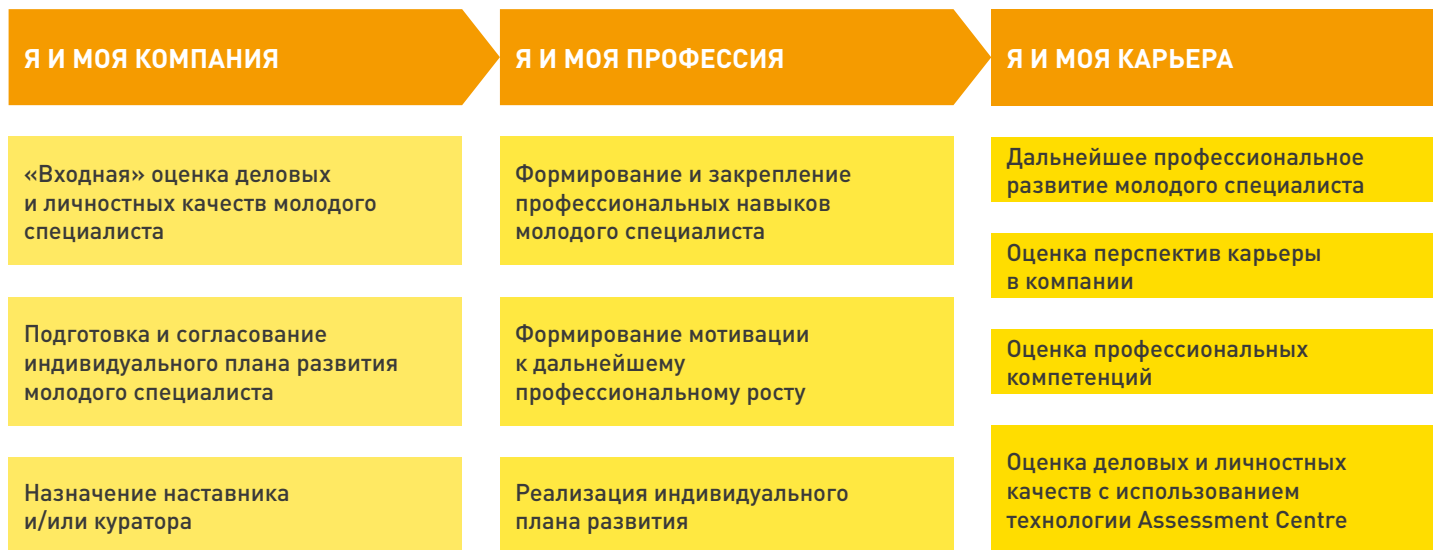 Я И МОЯ КОМПАНИЯ
«Входная» оценка деловых
и личностных качеств молодого
специалиста
Подготовка и согласование
индивидуального плана развития
молодого специалиста
Назначение наставника
и/или куратора
Я И МОЯ ПРОФЕССИЯ
Формирование и закрепление
профессиональных навыков
молодого специалиста
Формирование мотивации
к дальнейшему
профессиональному росту
Реализация индивидуального
плана развития
Я И МОЯ КАРЬЕРА
Дальнейшее профессиональное
развитие молодого специалиста
Оценка перспектив карьеры
в компании
Оценка профессиональных
компетенций
Оценка деловых и личностных
качеств с использованием
технологии Assessment Centre